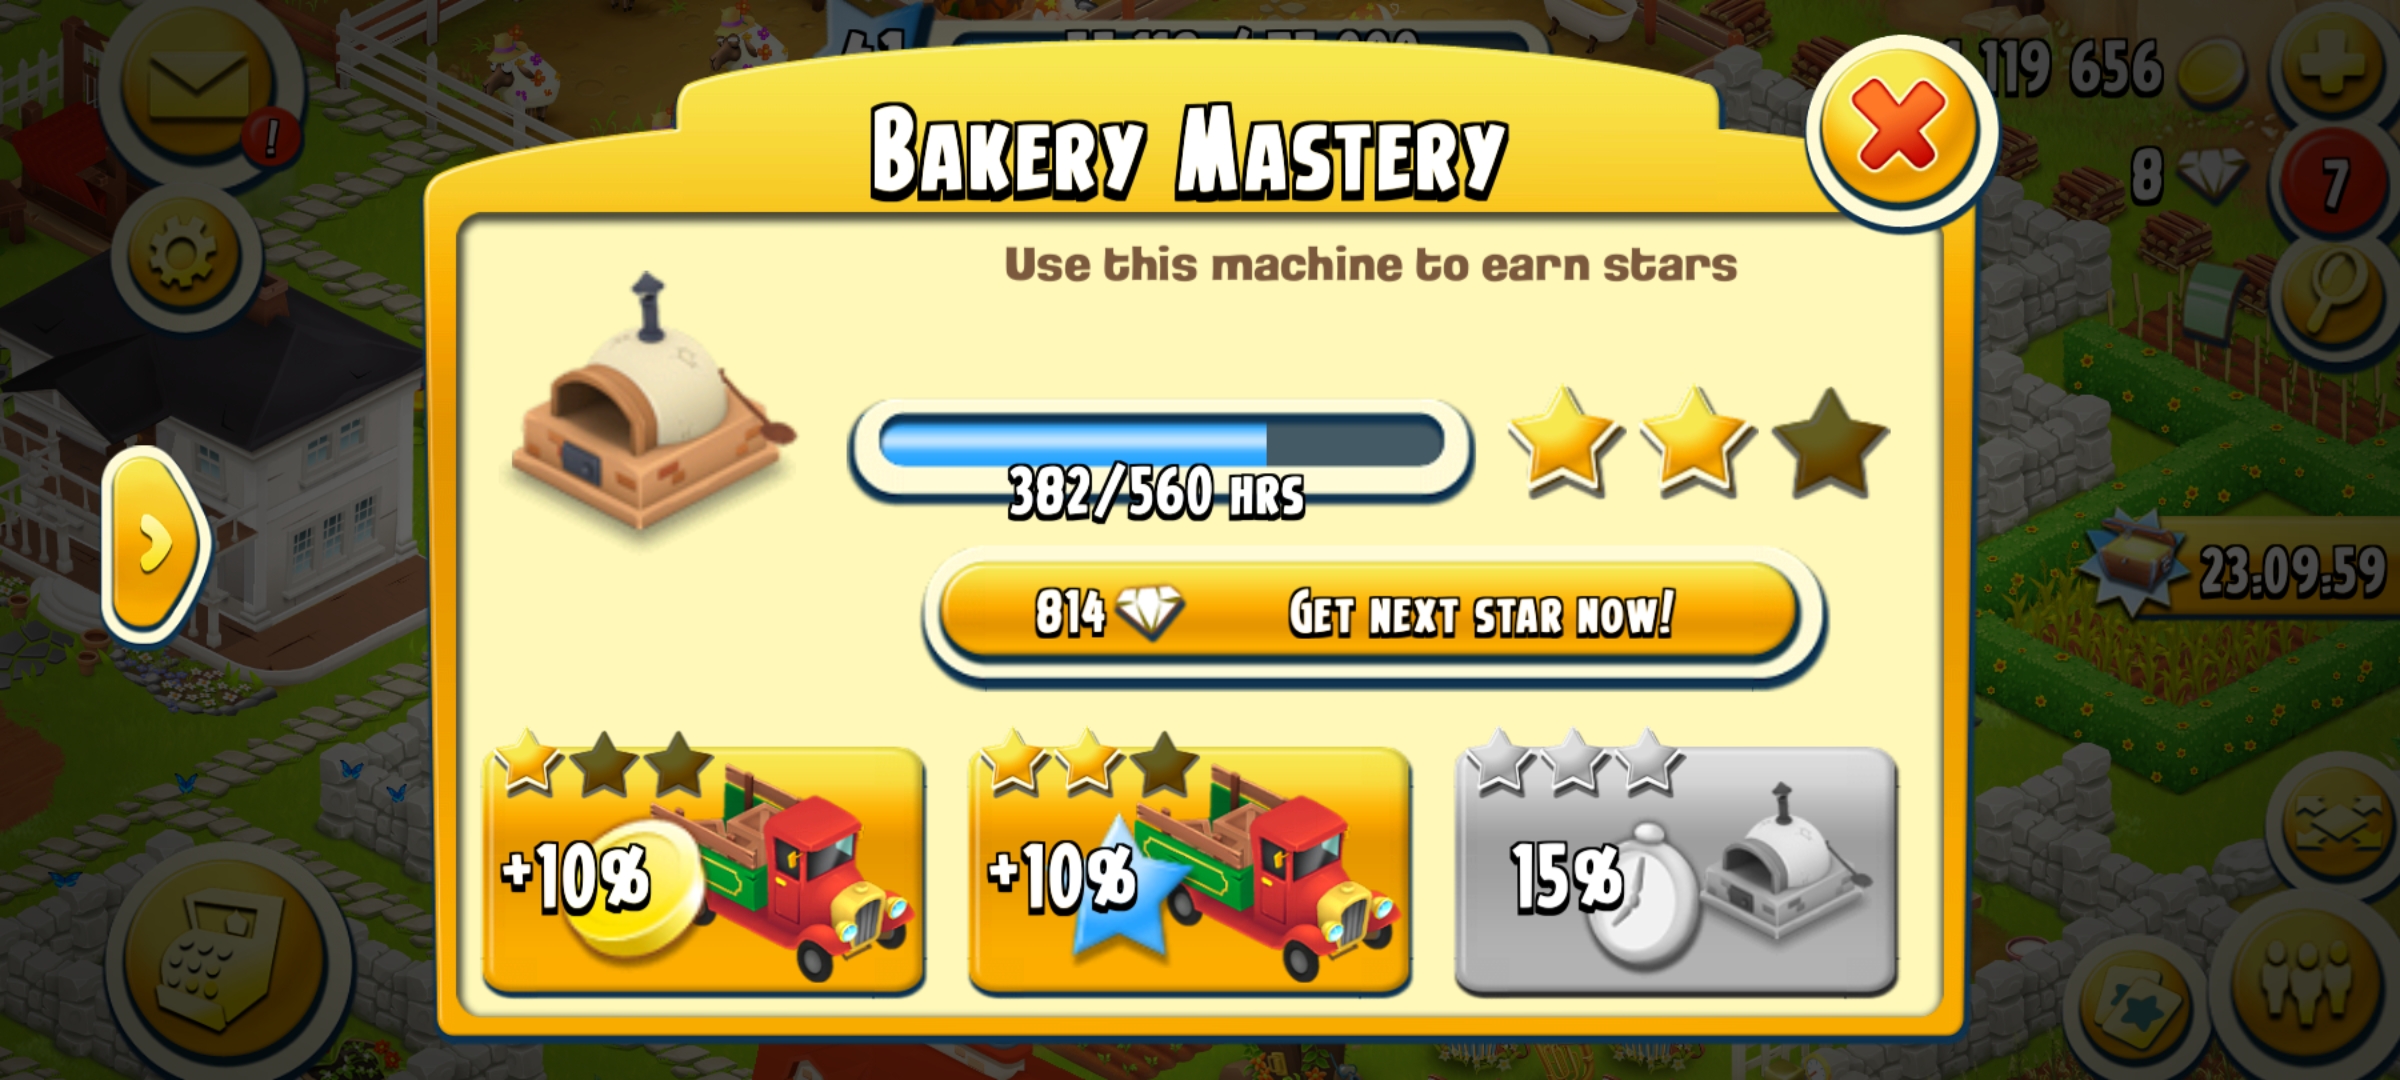 Bakery Mastery
119 656
8
7
!
Use this machine to earn stars
382/560 hrs
814 Get next star now!
23:09:59
+10%
+10%
15%